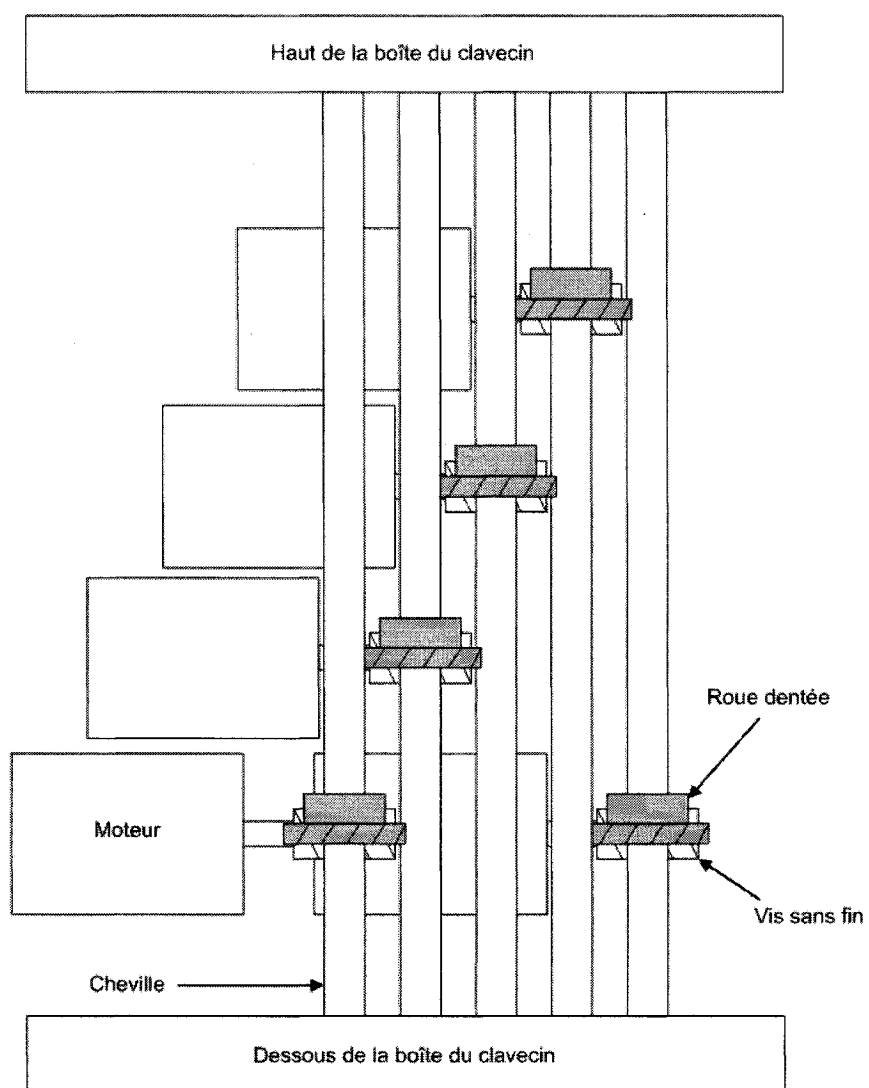 Haut de la boîte du clavecin
Roue dentée
Moteur
Vis sans fin
Cheville
Dessous de la boîte du clavecin